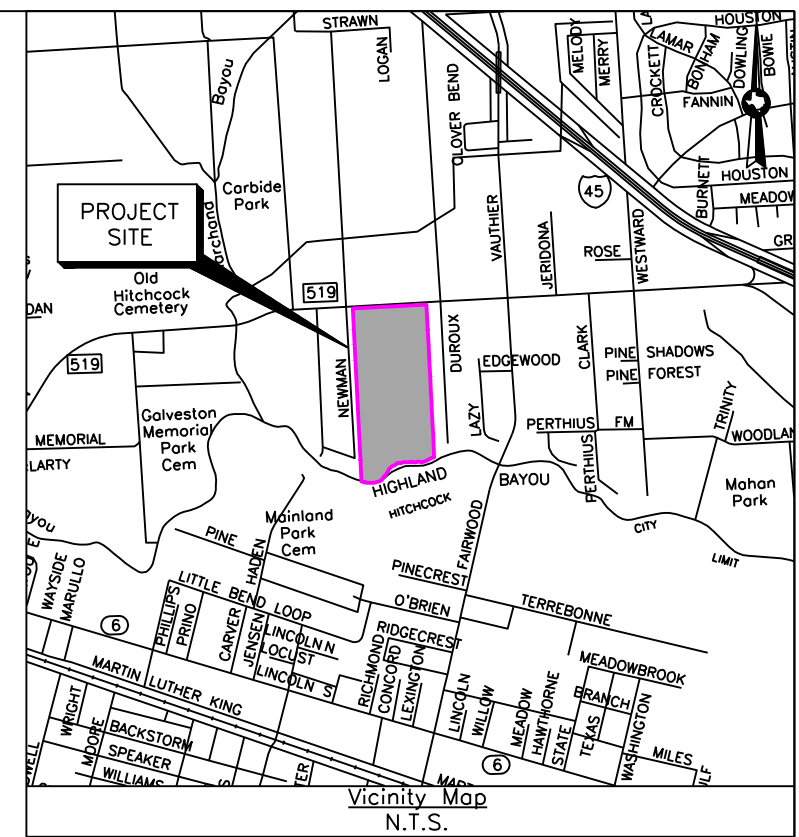 STRAWN
HOUSTON
LAMAR
LOGAN
MELODY
MERRY
CROCKETT
BONHAM
DOWLING
BOWIE
FANNIN
Bayou
CLOVER BEND
HOUSTON
MEADOW
BURNETT
Carbide
Park
45
PROJECT
SITE
VAUTHIER
JERIDONA
ROSE
WESTWARD
GR
Old
Hitchcock
Cemetery
519
DAN
519
NEWMAN
DUROUX
EDGEWOOD
CLARK
PINE SHADOWS
PINE FOREST
LAZY
TRINITY
Galveston
Memorial
Park
Cem
PERTHIUS
FM
WOODLAN
MEMORIAL
LARTY
PERTHIUS
HIGHLAND
BAYOU
HITCHCOCK
CITY
LIMIT
Mahan
Park
Mainland
Park
Cem
PINE
HADEN
FAIRWOOD
PINECREST
WAYSIDE
MARULLO
LITTLE BEND LOOP
O'BRIEN
TERREBONNE
PHILLIPS
PRINO
CARVER
JENSEN
LINCOLN N
LOCUST
LINCOLN S
RIDGECREST
6
RICHMOND
CONCORD
LEXINGTON
MEADOWBROOK
BRANCH
MARTIN LUTHER KING
LINCOLN
WILLOW
MEADOW
HAWTHORNE
STATE
TEXAS
WASHINGTON
WRIGHT
MOORE
BACKSTORM
SPEAKER
WILLIAMS
6
MILES
Vicinity Map
N.T.S.